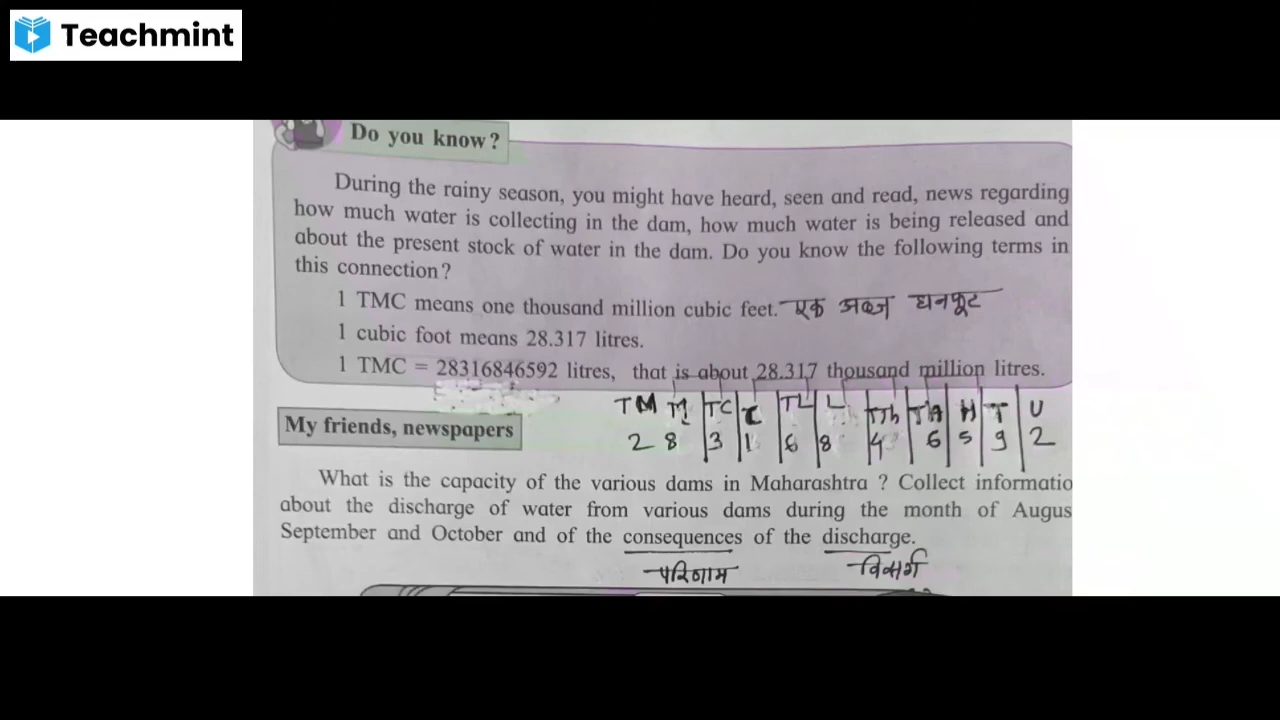 Teachmint
Do you know?
During the rainy season, you might have heard, seen and read, news regarding
how much water is collecting in the dam, how much water is being released and
about the present stock of water in the dam. Do you know the following terms in
this connection?
1 TMC means one thousand million cubic feet. एक अब्ज घनफूट
1 cubic foot means 28.317 litres.
1 TMC = 28316846592 litres, that is about 28.317 thousand million litres.
TM M TC C TL L TTh Th H T U
2 8 3 1 6 8 4 6 5 9 2
My friends, newspapers
What is the capacity of the various dams in Maharashtra ? Collect informatio
about the discharge of water from various dams during the month of Augus
September and October and of the consequences of the discharge.
परिणाम विसर्ग